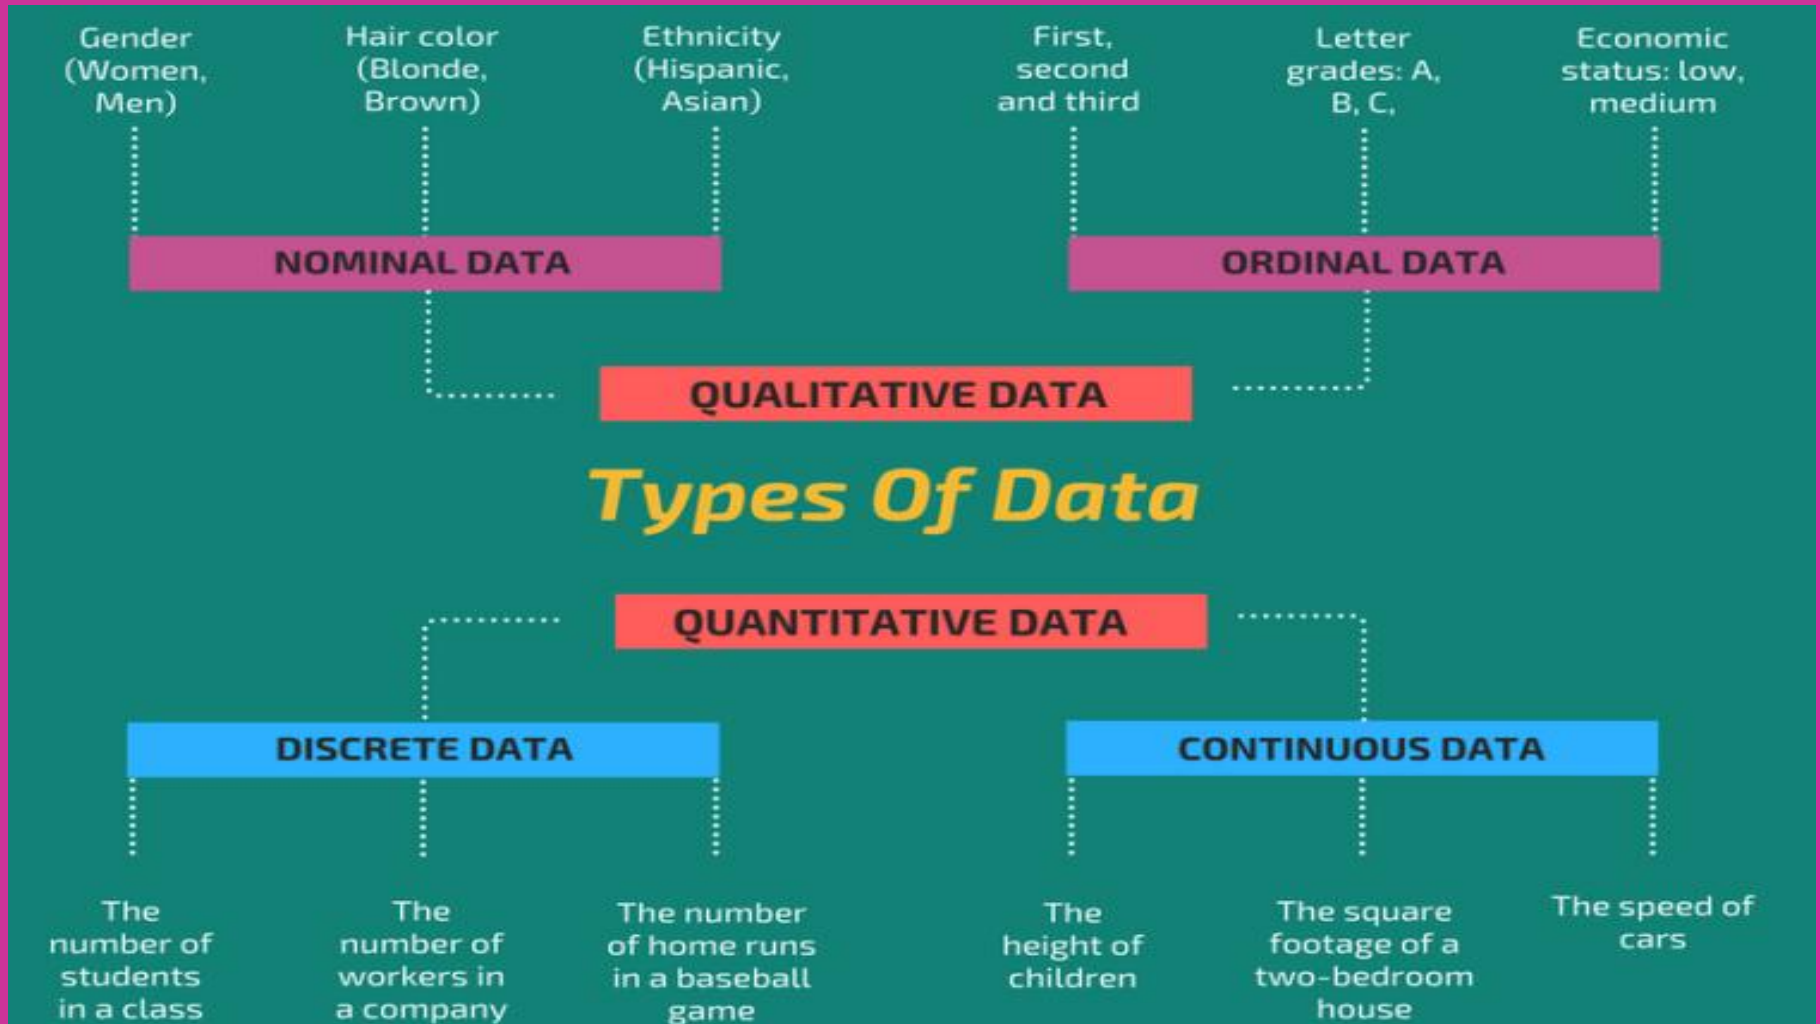 Gender
(Women,
Men)
Hair color
(Blonde,
Brown)
Ethnicity
(Hispanic,
Asian)
First,
second
and third
Letter
grades: A,
B, C,
Economic
status: low,
medium
NOMINAL DATA
ORDINAL DATA
QUALITATIVE DATA
Types Of Data
QUANTITATIVE DATA
DISCRETE DATA
CONTINUOUS DATA
The
number of
students
in a class
The
number of
workers in
a company
The number
of home runs
in a baseball
game
The
height of
children
The square
footage of a
two-bedroom
house
The speed of
cars